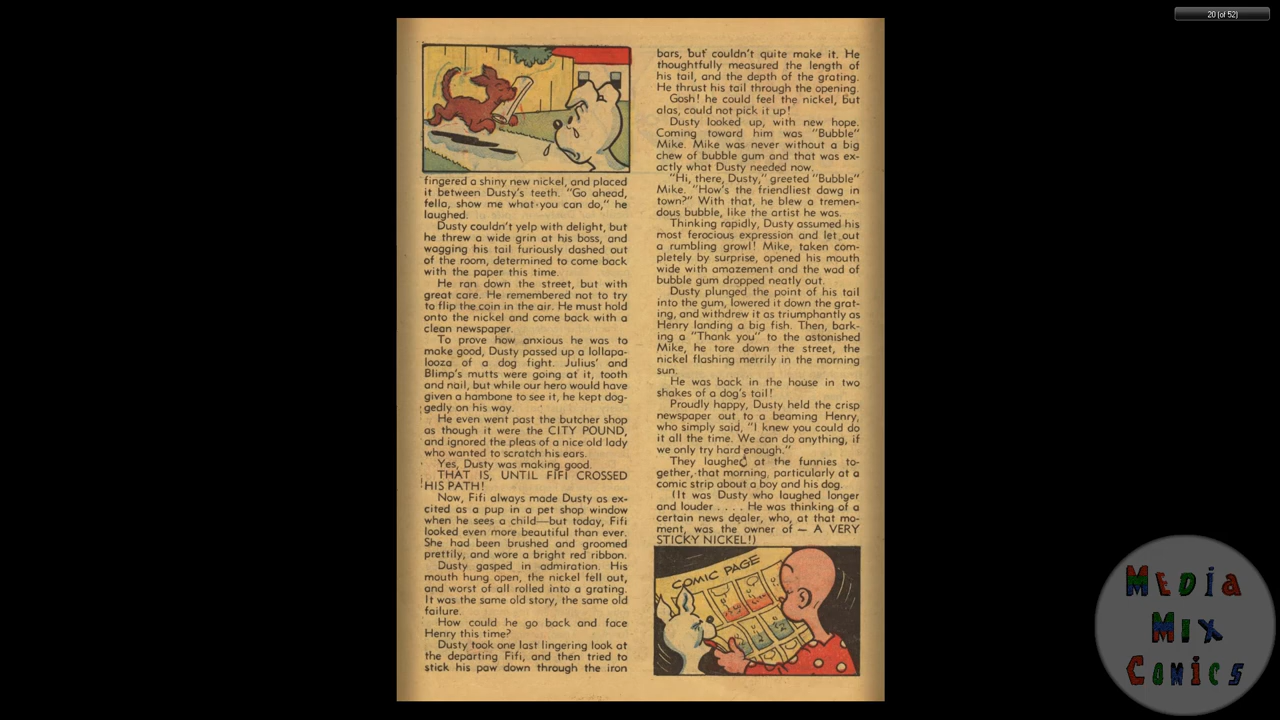 20 (of 52)
fingered a shiny new nickel, and placed
it between Dusty's teeth. "Go ahead,
fella, show me what you can do," he
laughed.
Dusty couldn't yelp with delight, but
he threw a wide grin at his boss, and
wagging his tail furiously dashed out
of the room, determined to come back
with the paper this time.
He ran down the street, but with
great care. He remembered not to try
to flip the coin in the air. He must hold
onto the nickel and come back with a
clean newspaper.
To prove how anxious he was to
make good, Dusty passed up a lollapa-
looza of a dog fight. Julius' and
Blimp's mutts were going at it, tooth
and nail, but while our hero would have
given a hambone to see it, he kept dog-
gedly on his way.
He even went past the butcher shop
as though it were the CITY POUND,
and ignored the pleas of a nice old lady
who wanted to scratch his ears.
Yes, Dusty was making good.
THAT IS, UNTIL FIFI CROSSED
HIS PATH!
Now, Fifi always made Dusty as ex-
cited as a pup in a pet shop window
when he sees a child—but today, Fifi
looked even more beautiful than ever.
She had been brushed and groomed
prettily, and wore a bright red ribbon.
Dusty gasped in admiration. His
mouth hung open, the nickel fell out,
and worst of all rolled into a grating.
It was the same old story, the same old
failure.
How could he go back and face
Henry this time?
Dusty took one last lingering look at
the departing Fifi, and then tried to
stick his paw down through the iron
bars, but couldn't quite make it. He
thoughtfully measured the length of
his tail, and the depth of the grating.
He thrust his tail through the opening.
Gosh! he could feel the nickel, but
alas, could not pick it up!
Dusty looked up, with new hope.
Coming toward him was "Bubble"
Mike. Mike was never without a big
chew of bubble gum and that was ex-
actly what Dusty needed now.
"Hi, there, Dusty," greeted "Bubble"
Mike. "How's the friendliest dawg in
town?" With that, he blew a tremen-
dous bubble, like the artist he was.
Thinking rapidly, Dusty assumed his
most ferocious expression and let out
a rumbling growl! Mike, taken com-
pletely by surprise, opened his mouth
wide with amazement and the wad of
bubble gum dropped neatly out.
Dusty plunged the point of his tail
into the gum, lowered it down the grat-
ing, and withdrew it as triumphantly as
Henry landing a big fish. Then, bark-
ing a "Thank you" to the astonished
Mike, he tore down the street, the
nickel flashing merrily in the morning
sun.
He was back in the house in two
shakes of a dog's tail!
Proudly happy, Dusty held the crisp
newspaper out to a beaming Henry,
who simply said, "I knew you could do
it all the time. We can do anything, if
we only try hard enough."
They laughed at the funnies to-
gether, that morning, particularly at a
comic strip about a boy and his dog.
(It was Dusty who laughed longer
and louder . . . . He was thinking of a
certain news dealer, who, at that mo-
ment, was the owner of — A VERY
STICKY NICKEL!)
COMIC PAGE
MEDiA
MiX
COMiCS